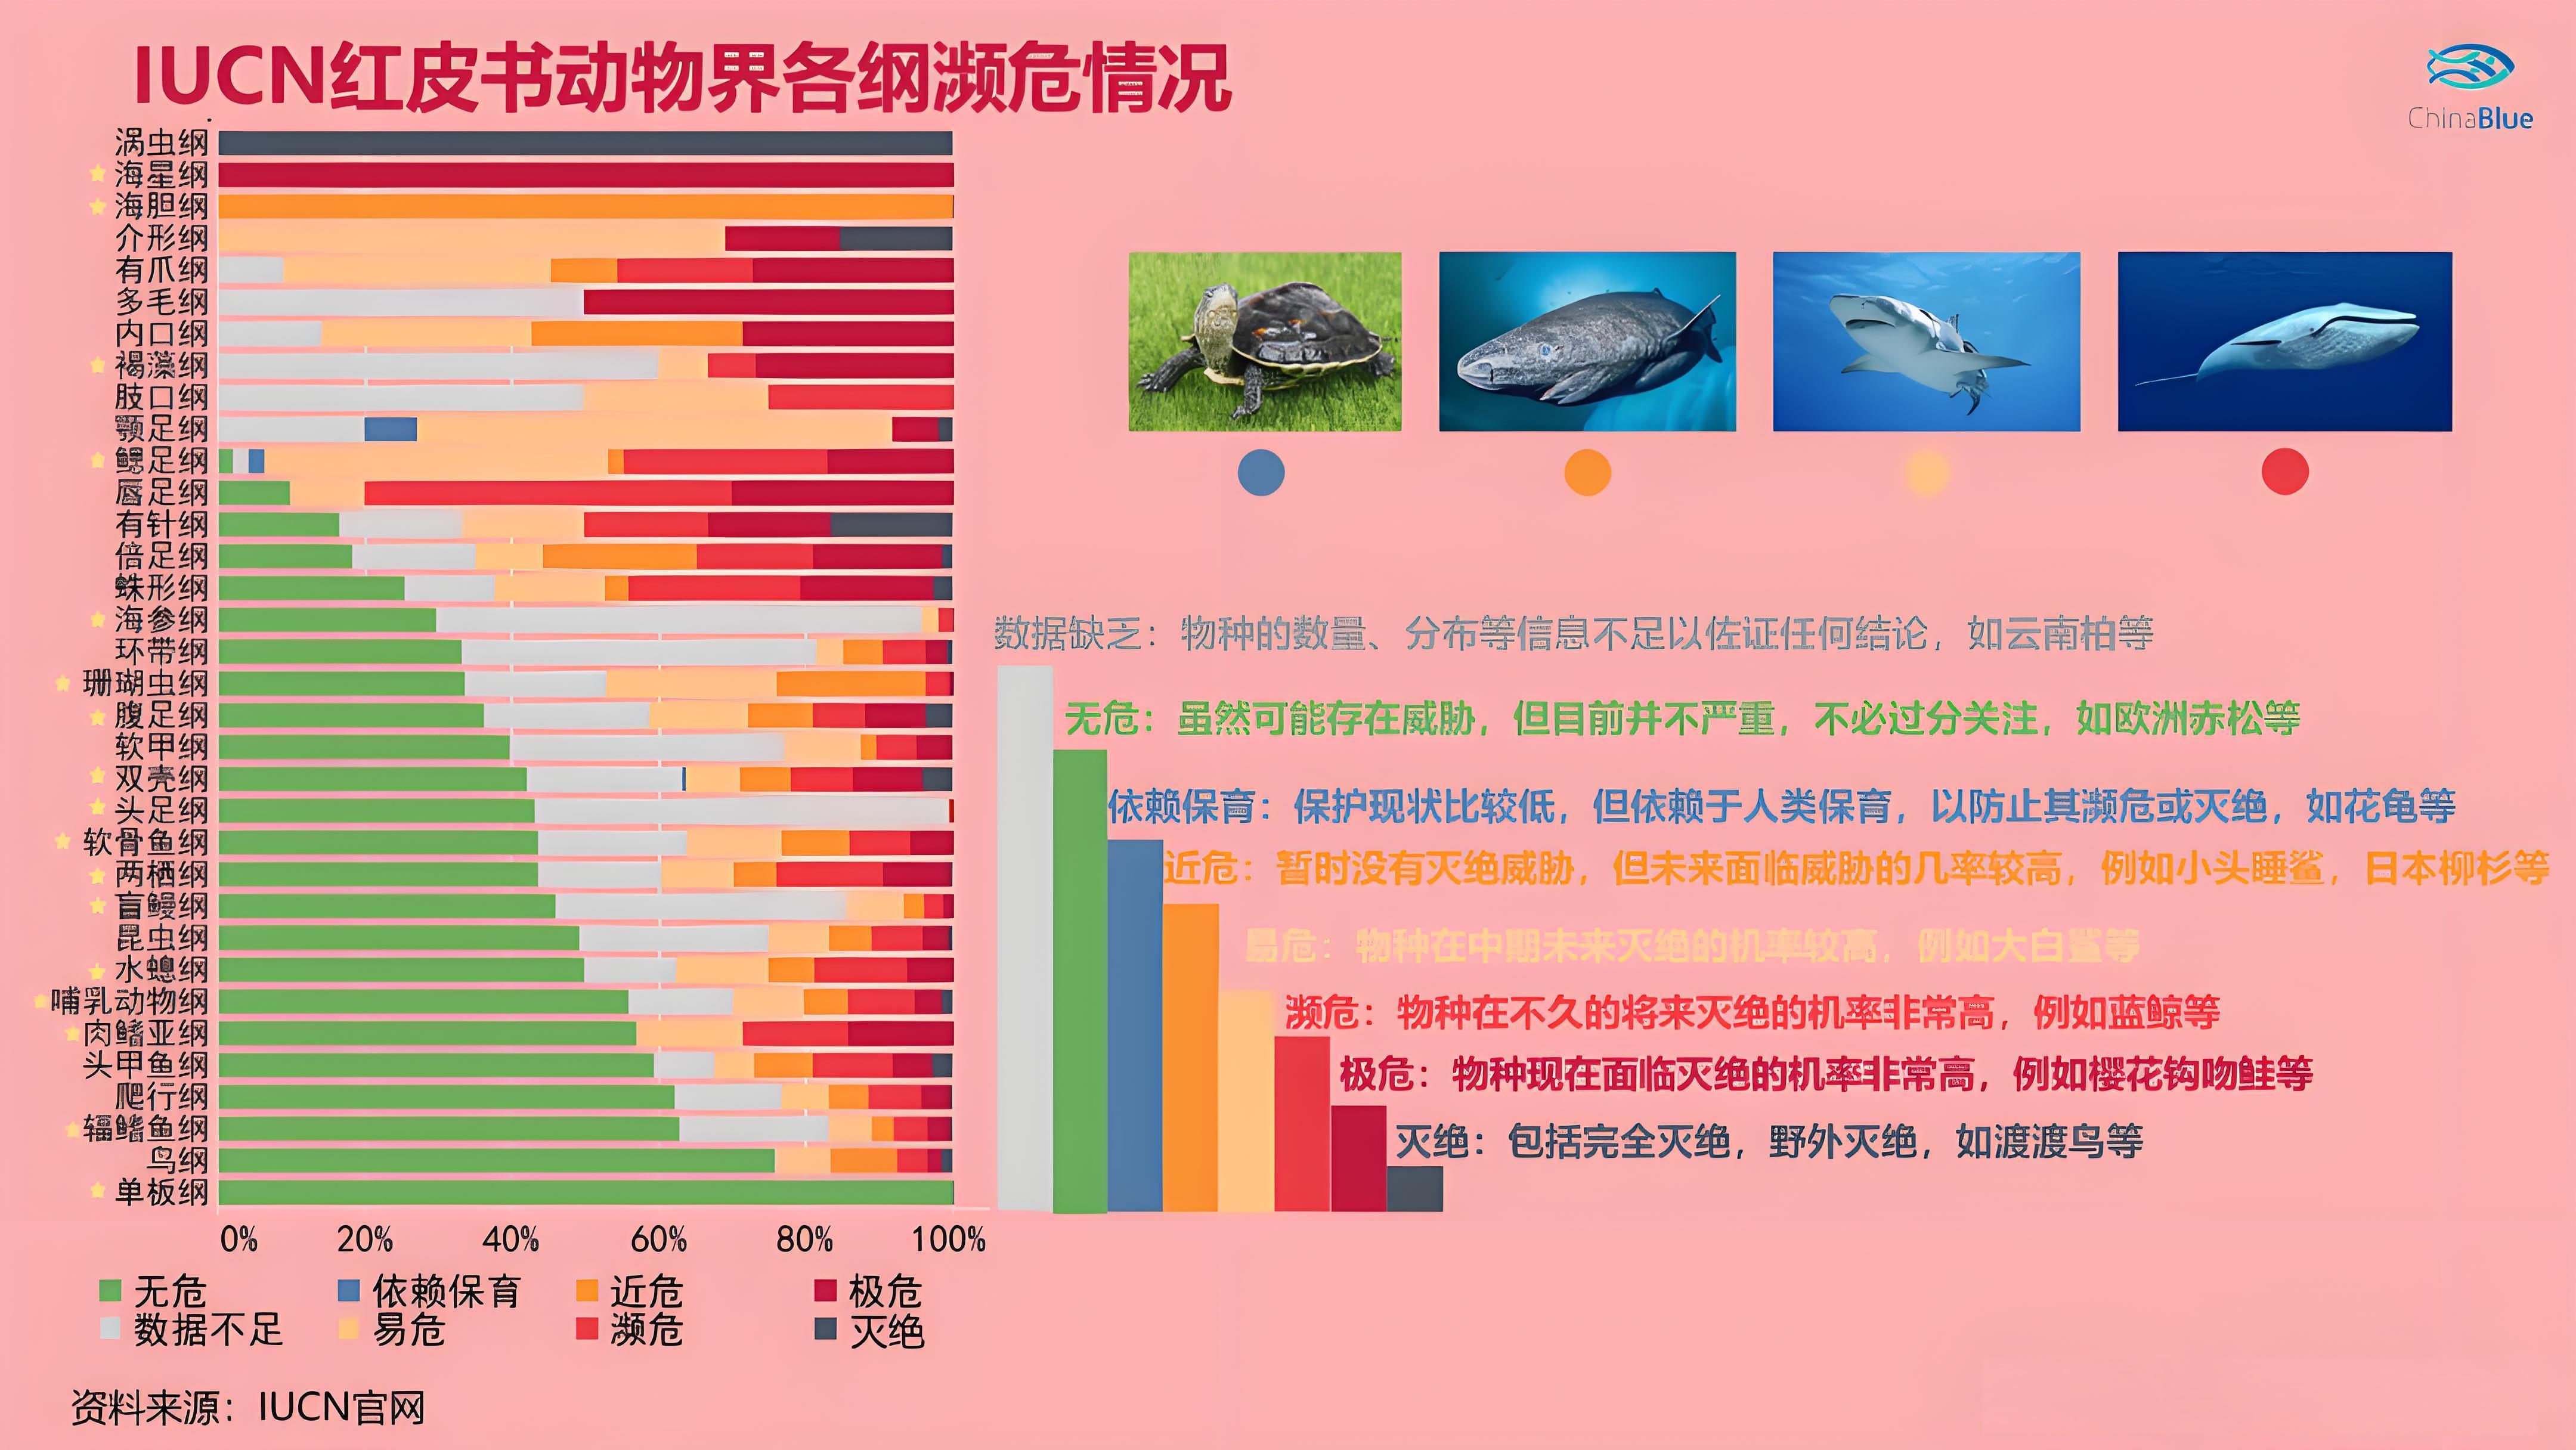 IUCN红皮书动物界各纲濒危情况
ChinaBlue
涡虫纲
海星纲
海胆纲
介形纲
有爪纲
多毛纲
内口纲
褐藻纲
肢口纲
颚足纲
鳃足纲
唇足纲
有针纲
倍足纲
蛛形纲
海参纲
环带纲
珊瑚虫纲
腹足纲
软甲纲
双壳纲
头足纲
软骨鱼纲
两栖纲
盲鳗纲
昆虫纲
水螅纲
哺乳动物纲
肉鳍亚纲
头甲鱼纲
爬行纲
辐鳍鱼纲
鸟纲
单板纲
0% 20% 40% 60% 80% 100%
无危 依赖保育 近危 极危
数据不足 易危 濒危 灭绝
资料来源：IUCN官网
数据缺乏：物种的数量、分布等信息不足以佐证任何结论，如云南柏等
无危：虽然可能存在威胁，但目前并不严重，不必过分关注，如欧洲赤松等
依赖保育：保护现状比较低，但依赖于人类保育，以防止其濒危或灭绝，如花龟等
近危：暂时没有灭绝威胁，但未来面临威胁的几率较高，例如小头睡鲨，日本柳杉等
易危：物种在中期未来灭绝的机率较高，例如大白鲨等
濒危：物种在不久的将来灭绝的机率非常高，例如蓝鲸等
极危：物种现在面临灭绝的机率非常高，例如樱花钩吻鲑等
灭绝：包括完全灭绝，野外灭绝，如渡渡鸟等